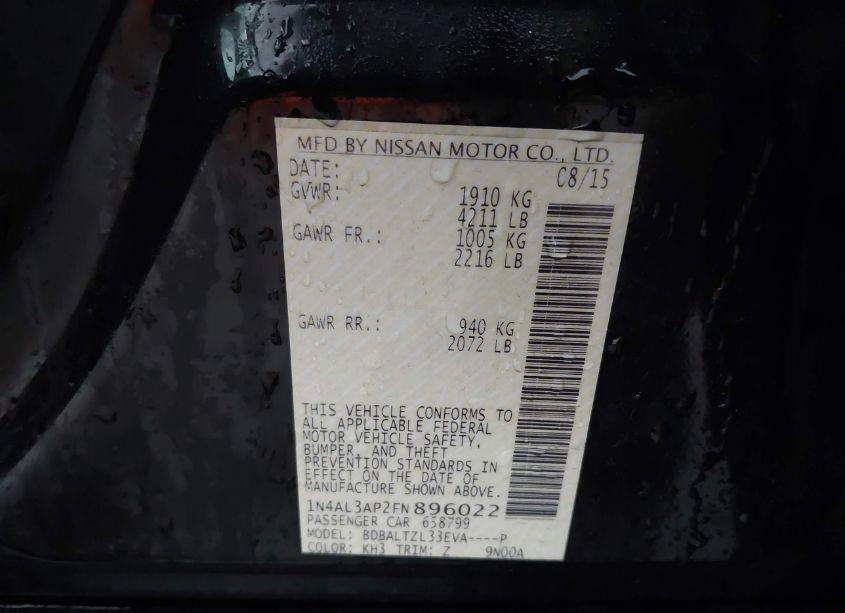 MFD BY NISSAN MOTOR CO., LTD.
DATE: 08/15
GVWR: 1910 KG
4211 LB
GAWR FR.: 1005 KG
2216 LB
GAWR RR.: 940 KG
2072 LB
THIS VEHICLE CONFORMS TO
ALL APPLICABLE FEDERAL
MOTOR VEHICLE SAFETY,
BUMPER, AND THEFT
PREVENTION STANDARDS IN
EFFECT ON THE DATE OF
MANUFACTURE SHOWN ABOVE.
1N4AL3AP2FN896022
PASSENGER CAR 658799
MODEL: BDBALTZL33EVA----P
COLOR: KH3 TRIM: Z 9N00A